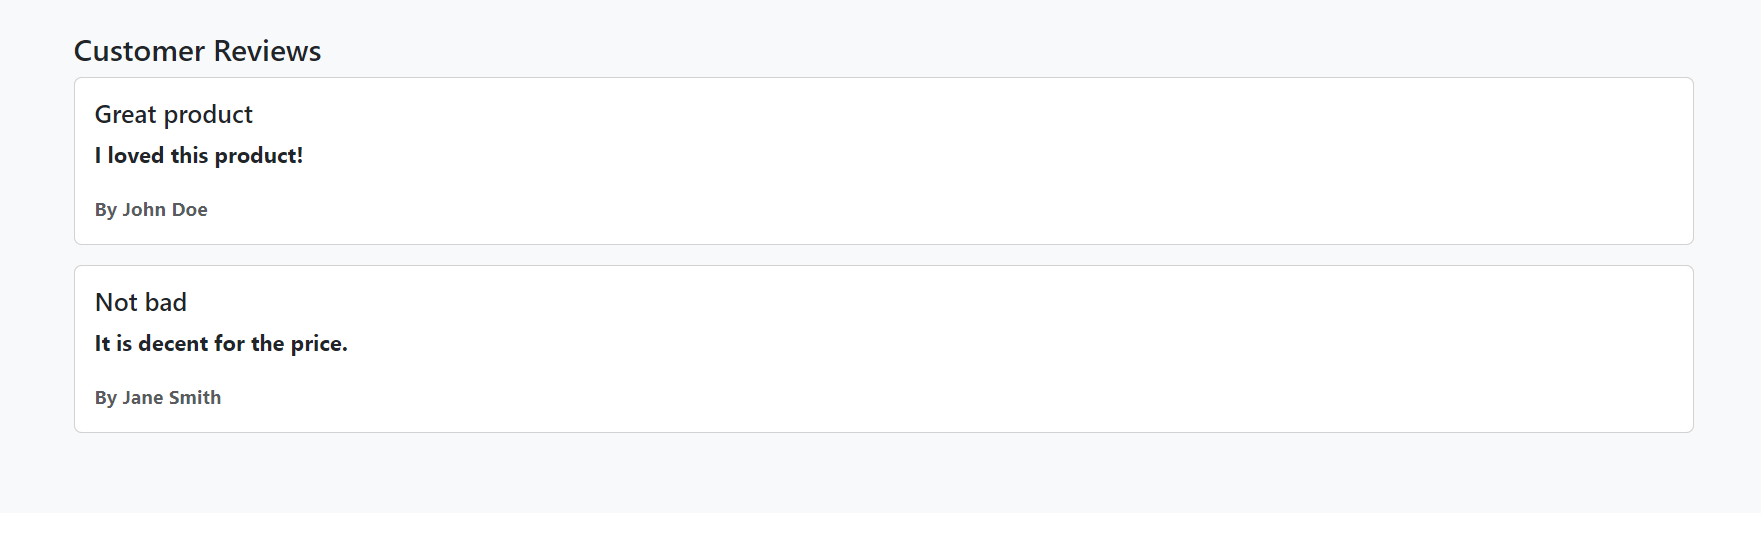 Customer Reviews
Great product
I loved this product!
By John Doe
Not bad
It is decent for the price.
By Jane Smith